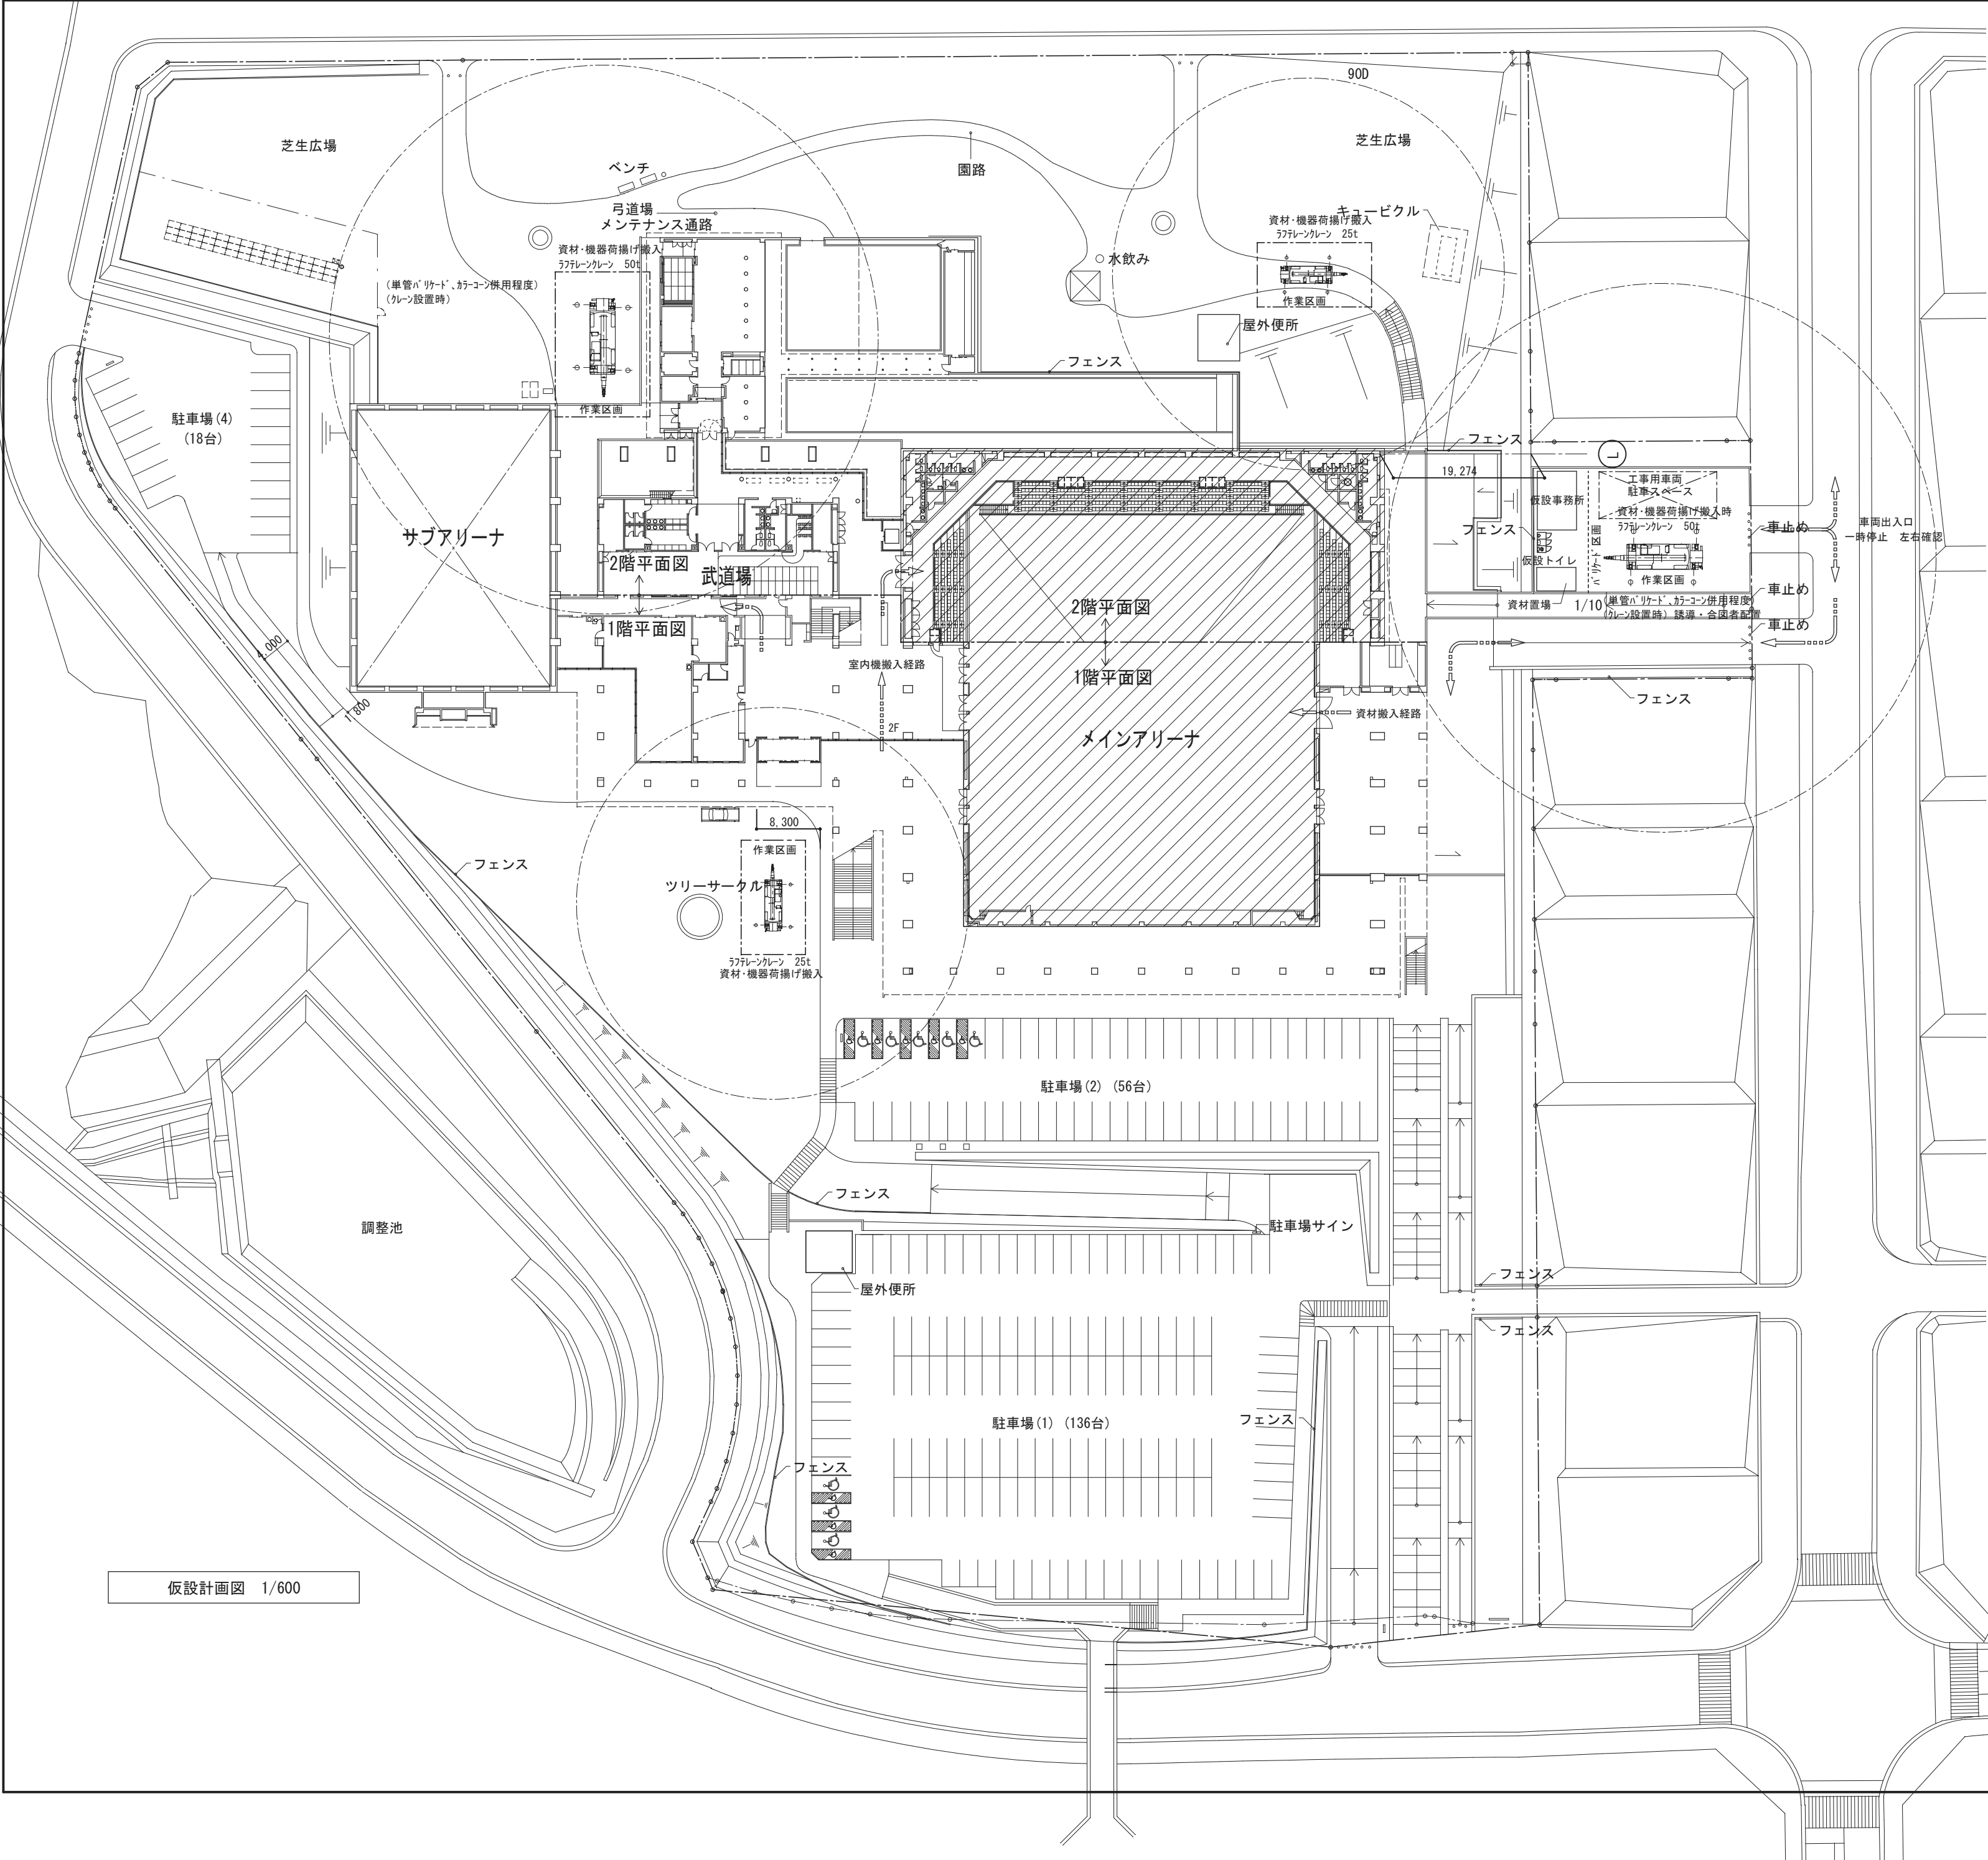 90D
芝生広場
芝生広場
ベンチ
園路
弓道場
メンテナンス通路
資材・機器荷揚げ搬入
ラフテレーンクレーン 50t
作業区画
キュービクル
資材・機器荷揚げ搬入
ラフテレーンクレーン 25t
作業区画
水飲み
(単管バリケード、カラーコーン併用程度)
(クレーン設置時)
屋外便所
フェンス
駐車場(4)
(18台)
フェンス
L
19,274
仮設事務所
工事用車両
駐車スペース
資材・機器荷揚げ搬入時
ラフテレーンクレーン 50t
フェンス
仮設トイレ
バリケード区画
作業区画
車止め
車両出入口
一時停止 左右確認
サブアリーナ
2階平面図
武道場
1階平面図
2階平面図
1階平面図
資材置場
1/10
(単管バリケード、カラーコーン併用程度)
(クレーン設置時) 誘導・合図者配置
車止め
車止め
4,000
1,800
室内機搬入経路
2F
メインアリーナ
資材搬入経路
フェンス
8,300
作業区画
フェンス
ツリーサークル
ラフテレーンクレーン 25t
資材・機器荷揚げ搬入
駐車場(2) (56台)
フェンス
駐車場サイン
調整池
屋外便所
フェンス
フェンス
駐車場(1) (136台)
フェンス
フェンス
仮設計画図 1/600